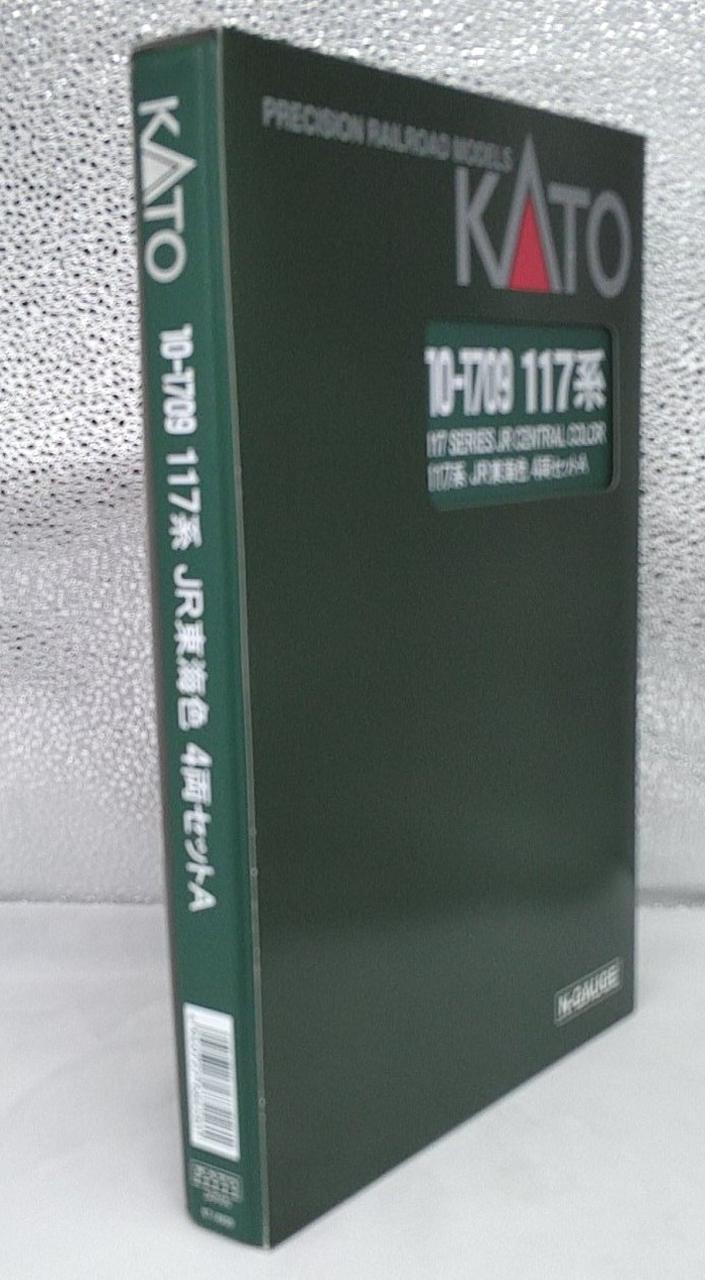 KATO
10-1709 117系 JR東海色 4両セットA
PRECISION RAILROAD MODELS
KATO
10-1709 117系
117 SERIES JR CENTRAL COLOR
117系 JR東海色 4両セットA
N-GAUGE